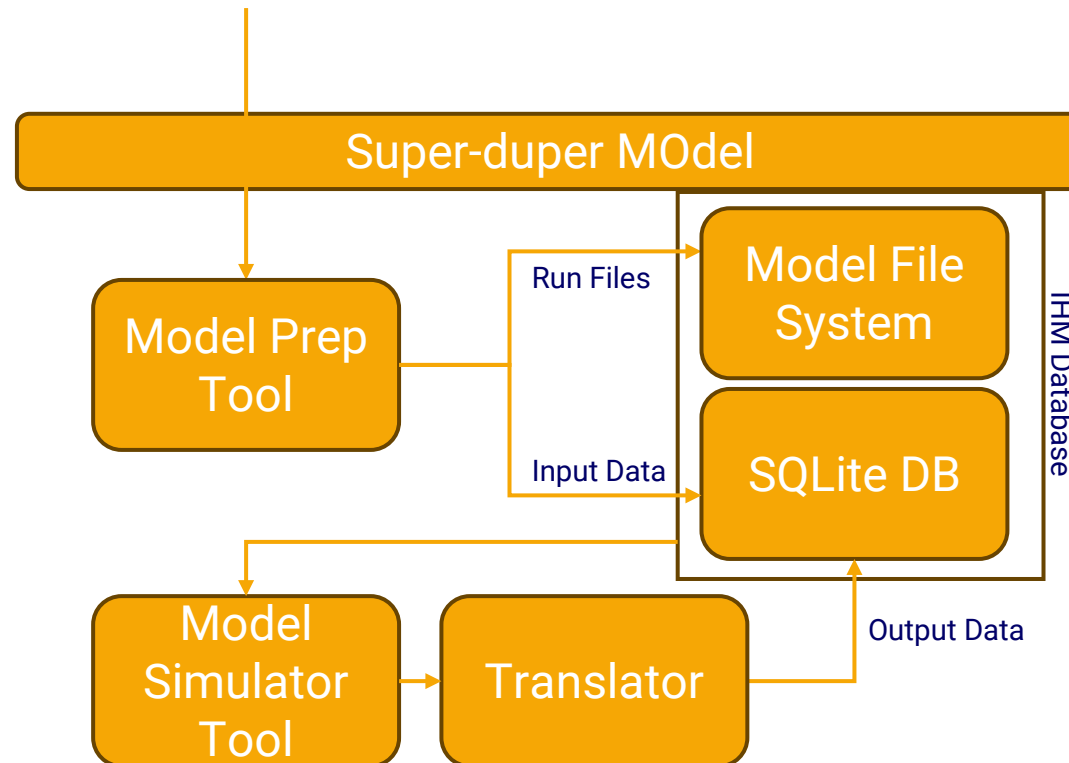 Super-duper MOdel
Run Files
Model File
System
Model Prep
Tool
IHM Database
Input Data
SQLite DB
Model
Simulator
Tool
Translator
Output Data